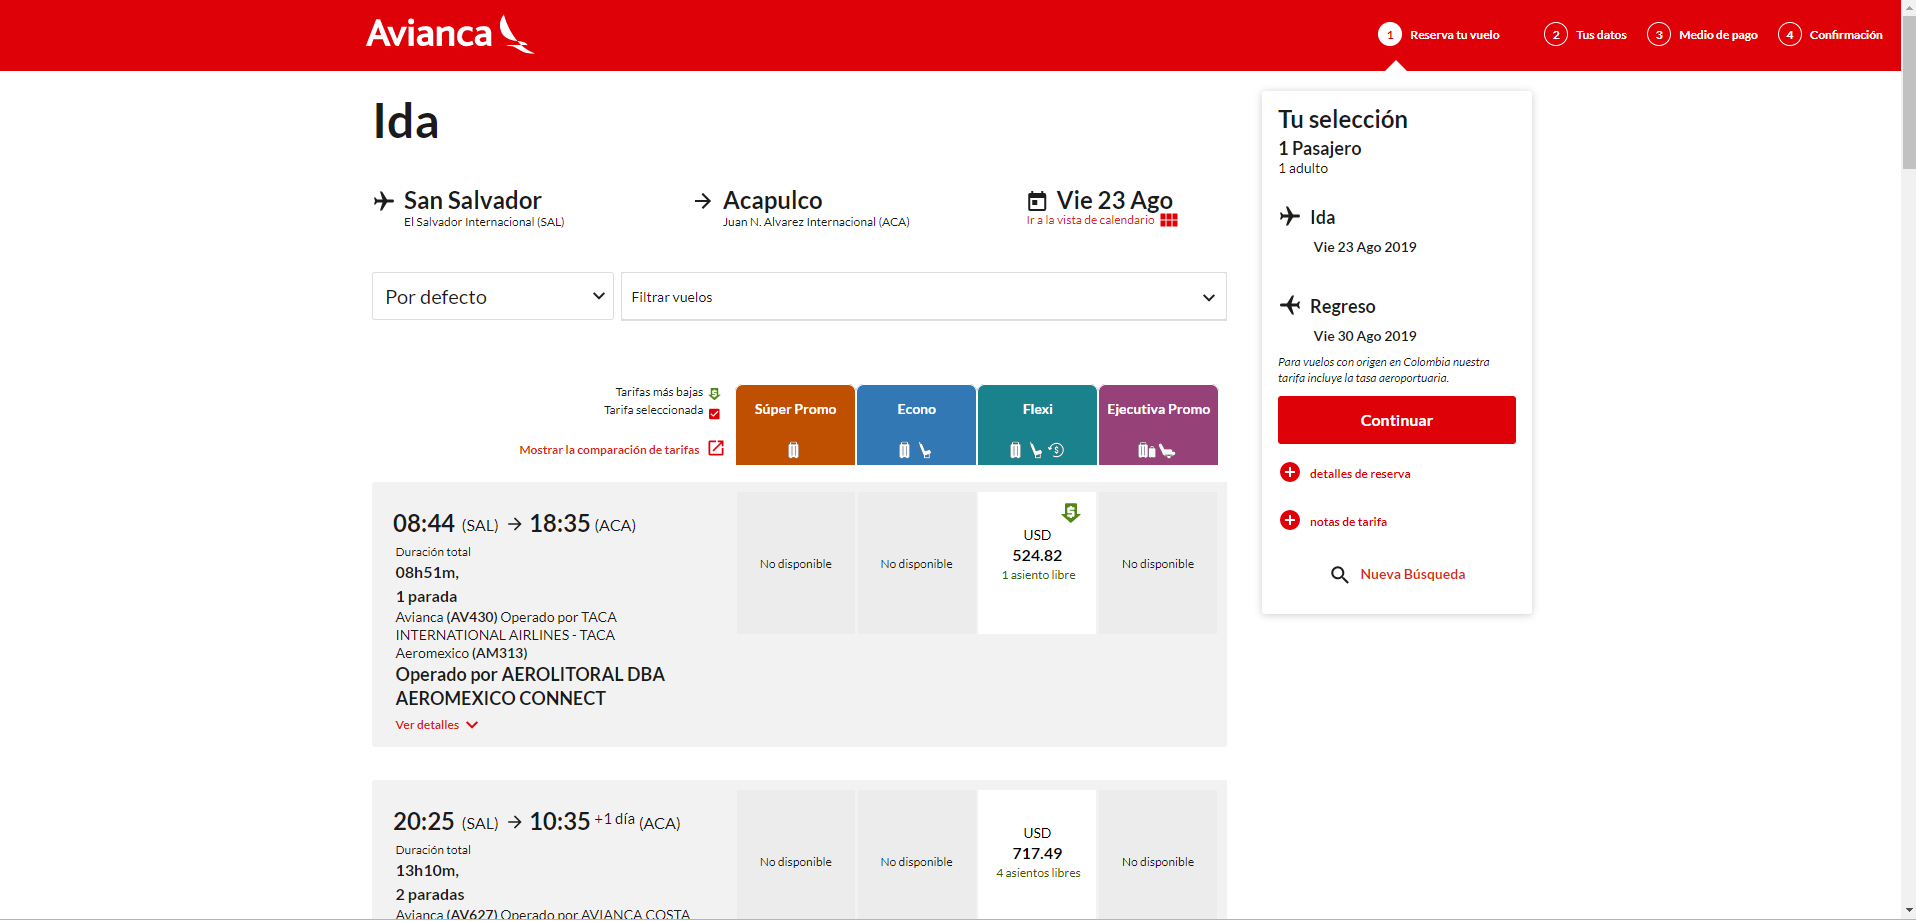 Avianca
1 Reserva tu vuelo
2 Tus datos
3 Medio de pago
4 Confirmación
Ida
San Salvador
El Salvador Internacional (SAL)
Acapulco
Juan N. Alvarez Internacional (ACA)
Vie 23 Ago
Ir a la vista de calendario
Por defecto
Filtrar vuelos
Tarifas más bajas
Tarifa seleccionada
Mostrar la comparación de tarifas
Súper Promo
Econo
Flexi
Ejecutiva Promo
08:44 (SAL) → 18:35 (ACA)
Duración total
08h51m,
1 parada
Avianca (AV430) Operado por TACA
INTERNATIONAL AIRLINES - TACA
Aeromexico (AM313)
Operado por AEROLITORAL DBA
AEROMEXICO CONNECT
Ver detalles
No disponible
No disponible
USD
524.82
1 asiento libre
No disponible
20:25 (SAL) → 10:35 +1 día (ACA)
Duración total
13h10m,
2 paradas
Avianca (AV627) Operado por AVIANCA COSTA
No disponible
No disponible
USD
717.49
4 asientos libres
No disponible
Tu selección
1 Pasajero
1 adulto
Ida
Vie 23 Ago 2019
Regreso
Vie 30 Ago 2019
Para vuelos con origen en Colombia nuestra
tarifa incluye la tasa aeroportuaria.
Continuar
detalles de reserva
notas de tarifa
Nueva Búsqueda